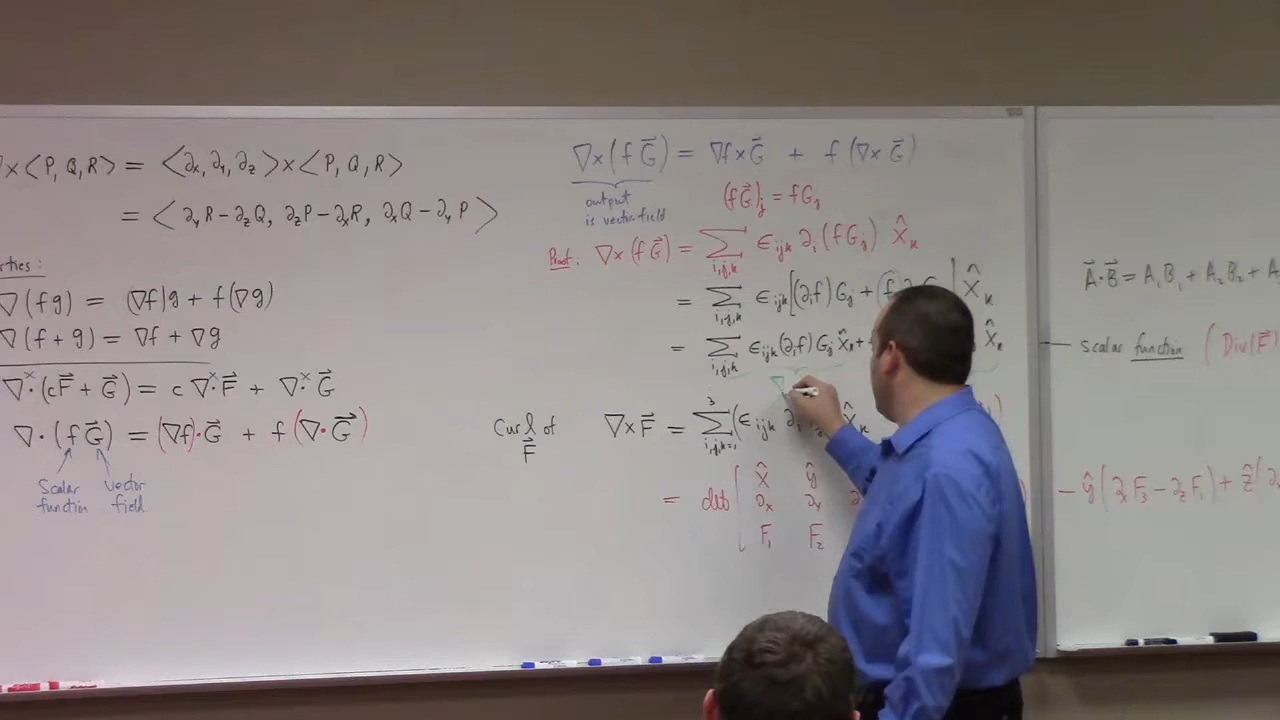 ∇×<P, Q, R> = <∂x, ∂y, ∂z>×<P, Q, R>
= <∂yR−∂zQ, ∂zP−∂xR, ∂xQ−∂yP>
rties:
∇(fg) = (∇f)g + f(∇g)
∇(f+g) = ∇f + ∇g
∇·(cF⃗ + G⃗) = c∇·F⃗ + ∇·G⃗
× × ×
∇·(fG⃗) = (∇f)·G⃗ + f(∇·G⃗)
Scalar function
vector field
∇×(fG⃗) = ∇f×G⃗ + f(∇×G⃗)
output is vector field
(fG⃗)j = fGj
Proof: ∇×(fG⃗) = ∑i,j,k ϵijk ∂i(fGj) x̂k
= ∑i,j,k ϵijk[(∂if)Gj + (f ] x̂k
= ∑i,j,k ϵijk(∂if)Gj x̂k + x̂k
∇
Curl of F⃗ ∇×F⃗ = ∑i,j,k=1 3 (ϵijk ∂i x̂k
= det [ x̂ ŷ
∂x ∂y
F1 F2
A⃗·B⃗ = A1B1 + A2B2 + A
scalar function (Div(F⃗)
− ŷ(∂xF3−∂zF1) + ẑ(∂